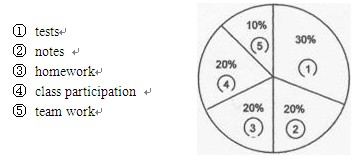 ① tests
② notes
③ homework
④ class participation
⑤ team work
10%
⑤
30%
①
20%
④
20%
③
20%
②